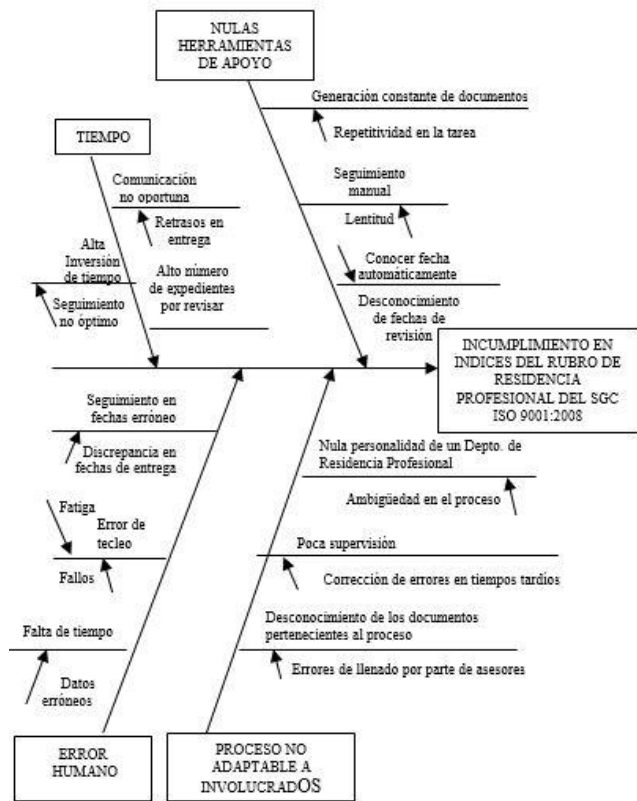 NULAS
HERRAMIENTAS
DE APOYO
TIEMPO
Generación constante de documentos
Repetitividad en la tarea
Comunicación
no oportuna
Retrasos en
entrega
Seguimiento
manual
Lentitud
Alta
Inversión
de tiempo
Seguimiento
no óptimo
Alto número
de expedientes
por revisar
Conocer fecha
automáticamente
Desconocimiento
de fechas de
revisión
INCUMPLIMIENTO EN
INDICES DEL RUBRO DE
RESIDENCIA
PROFESIONAL DEL SGC
ISO 9001:2008
Seguimiento en
fechas erróneo
Discrepancia en
fechas de entrega
Nula personalidad de un Depto. de
Residencia Profesional
Ambigüedad en el proceso
Fatiga
Error de
tecleo
Fallos
Poca supervisión
Corrección de errores en tiempos tardíos
Falta de tiempo
Datos
erróneos
Desconocimiento de los documentos
pertenecientes al proceso
Errores de llenado por parte de asesores
ERROR
HUMANO
PROCESO NO
ADAPTABLE A
INVOLUCRADOS